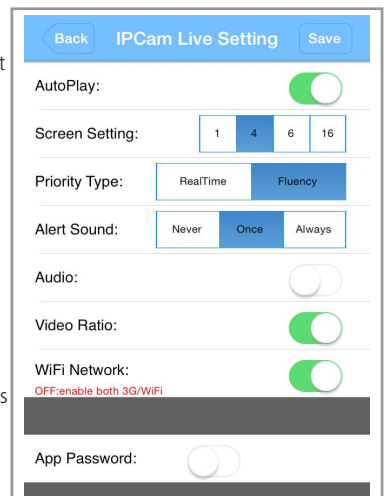 Back IPCam Live Setting Save
AutoPlay:
Screen Setting: 1 4 6 16
Priority Type: RealTime Fluency
Alert Sound: Never Once Always
Audio:
Video Ratio:
WiFi Network:
OFF:enable both 3G/WiFi
App Password: